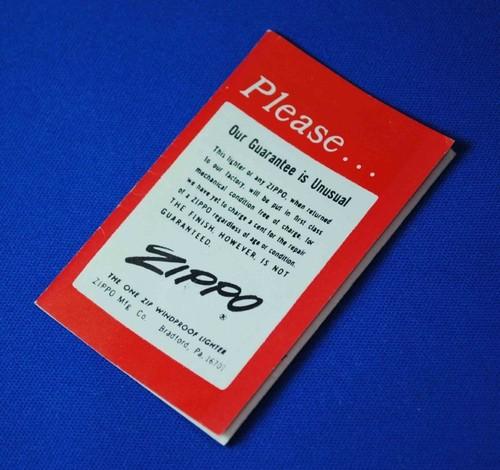 Please...
Our Guarantee is Unusual
This lighter or any ZIPPO, when returned
to our factory, will be put in first class
mechanical condition free of charge, for
we have yet to charge a cent for the repair
of a ZIPPO regardless of age or condition.
THE FINISH, HOWEVER, IS NOT
GUARANTEED.
ZIPPO
®
THE ONE ZIP WINDPROOF LIGHTER
ZIPPO Mfg. Co. Bradford, Pa. 16701